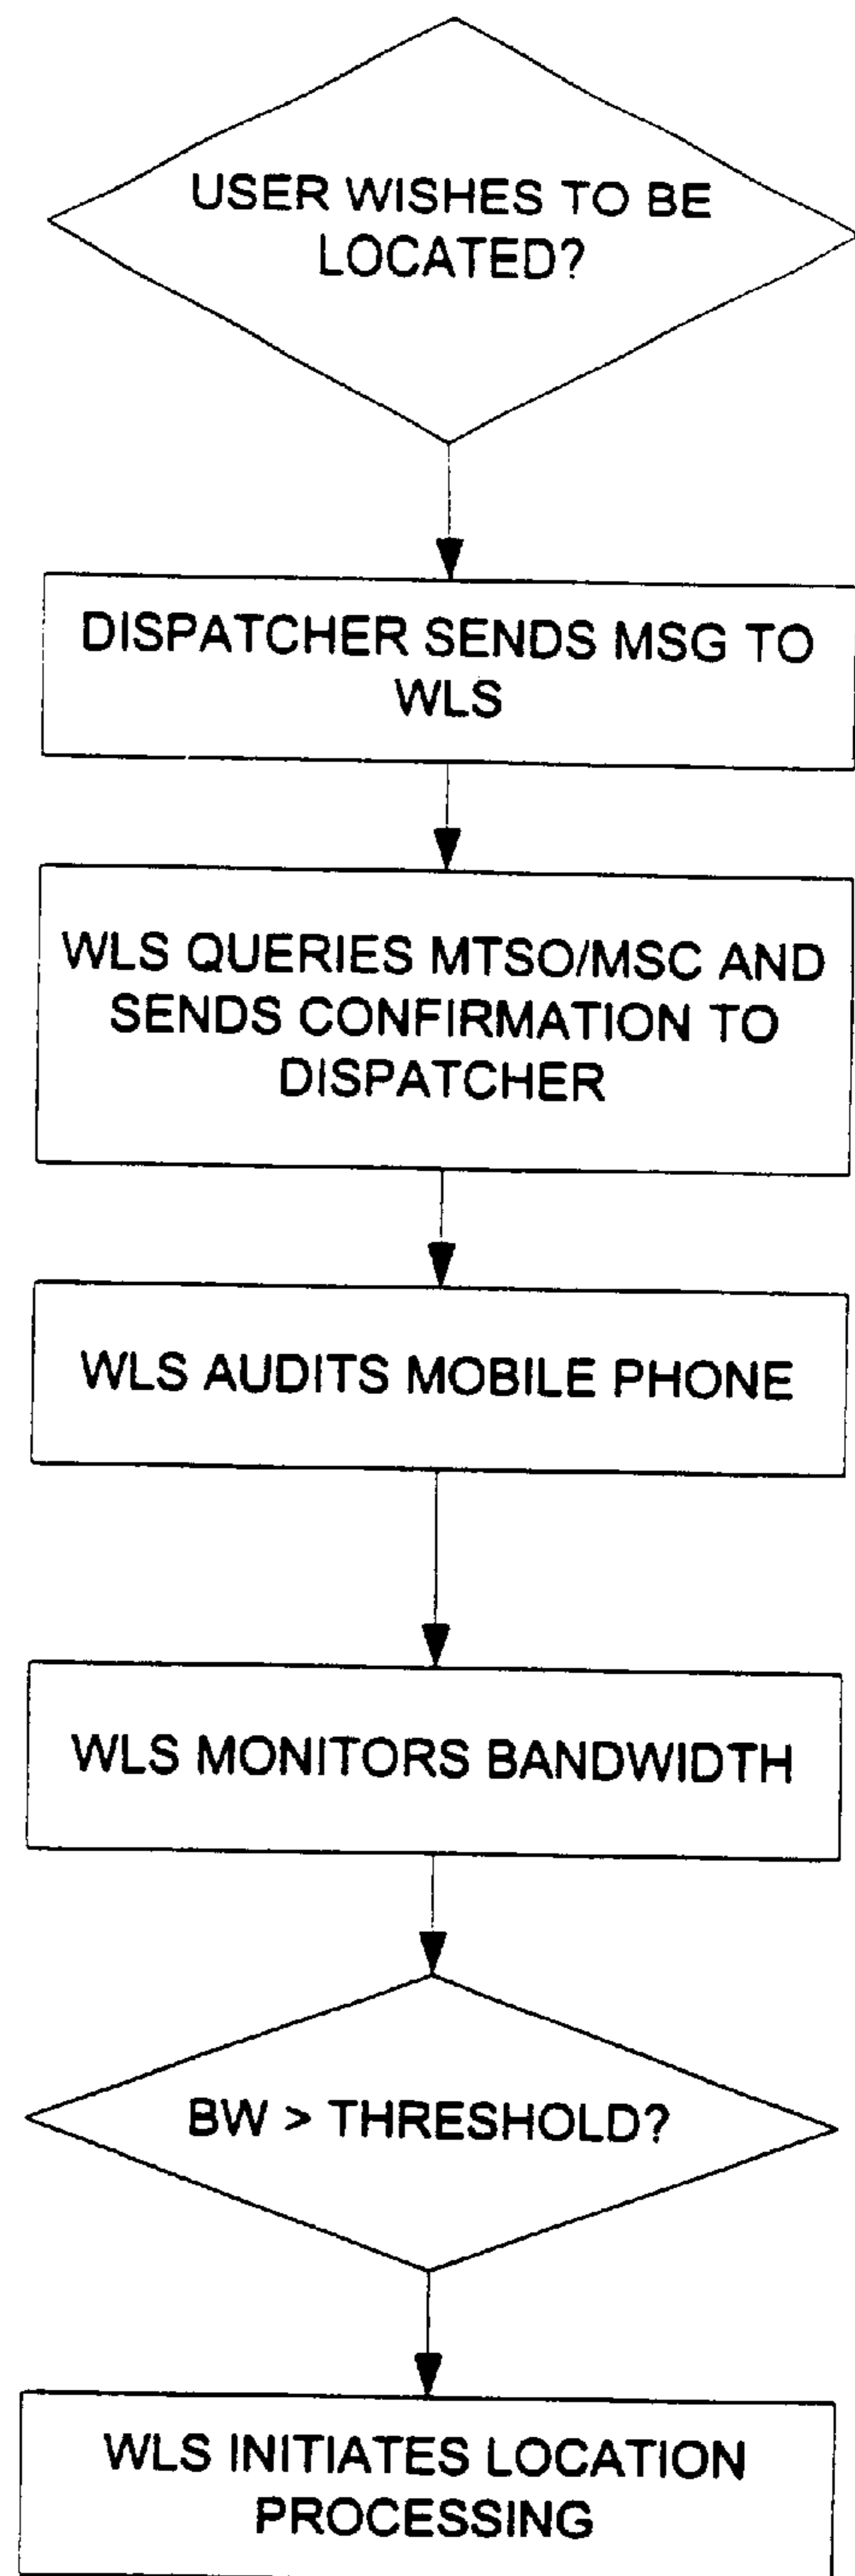 USER WISHES TO BE
LOCATED?
DISPATCHER SENDS MSG TO
WLS
WLS QUERIES MTSO/MSC AND
SENDS CONFIRMATION TO
DISPATCHER
WLS AUDITS MOBILE PHONE
WLS MONITORS BANDWIDTH
BW > THRESHOLD?
WLS INITIATES LOCATION
PROCESSING